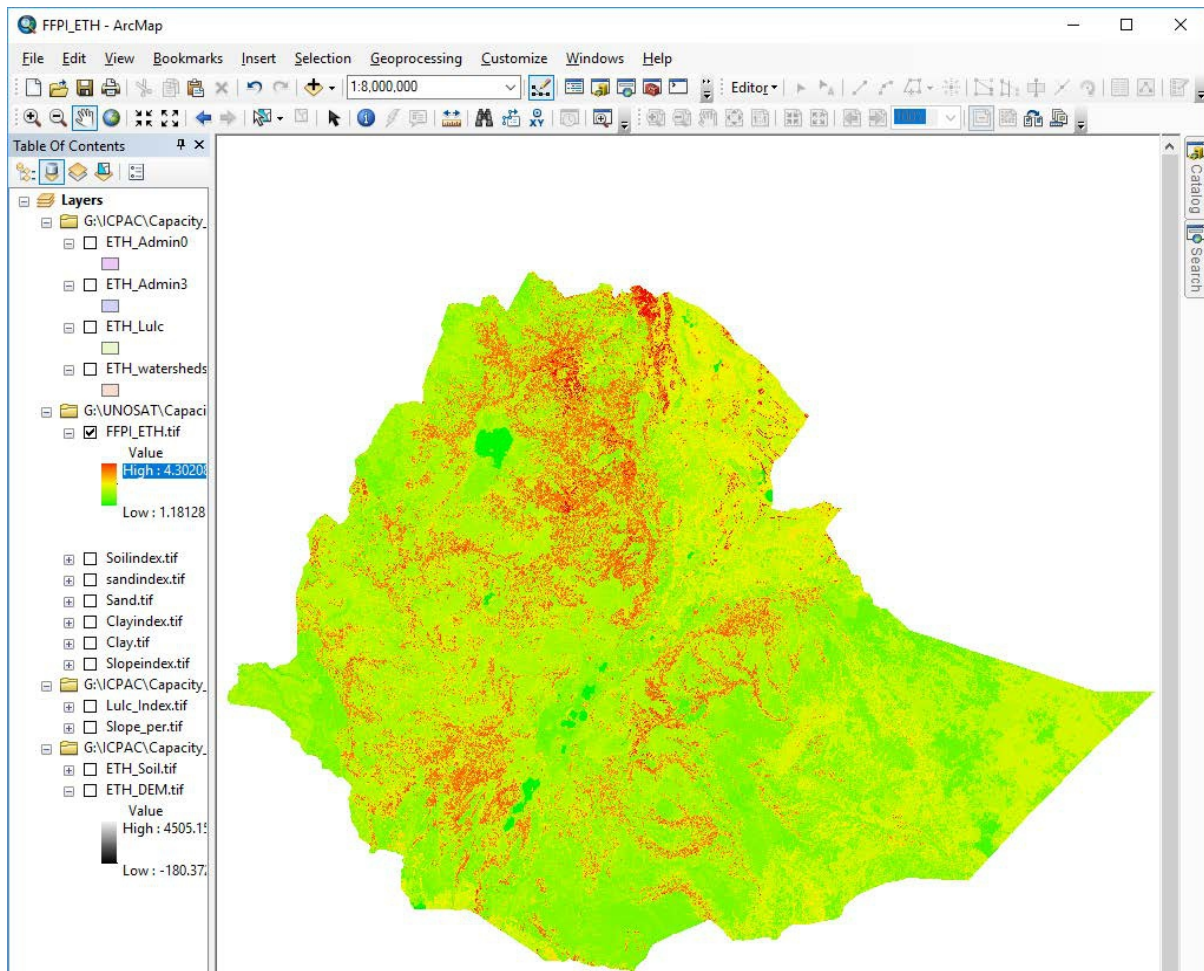 FFPI_ETH - ArcMap
File Edit View Bookmarks Insert Selection Geoprocessing Customize Windows Help
1:8,000,000 Editor
100%
Table Of Contents
Layers
G:\ICPAC\Capacity_
ETH_Admin0
ETH_Admin3
ETH_Lulc
ETH_watersheds
G:\UNOSAT\Capaci
FFPI_ETH.tif
Value
High : 4.30208
Low : 1.18128
Soilindex.tif
sandindex.tif
Sand.tif
Clayindex.tif
Clay.tif
Slopeindex.tif
G:\ICPAC\Capacity_
Lulc_Index.tif
Slope_per.tif
G:\ICPAC\Capacity_
ETH_Soil.tif
ETH_DEM.tif
Value
High : 4505.15
Low : -180.372
Catalog
Search